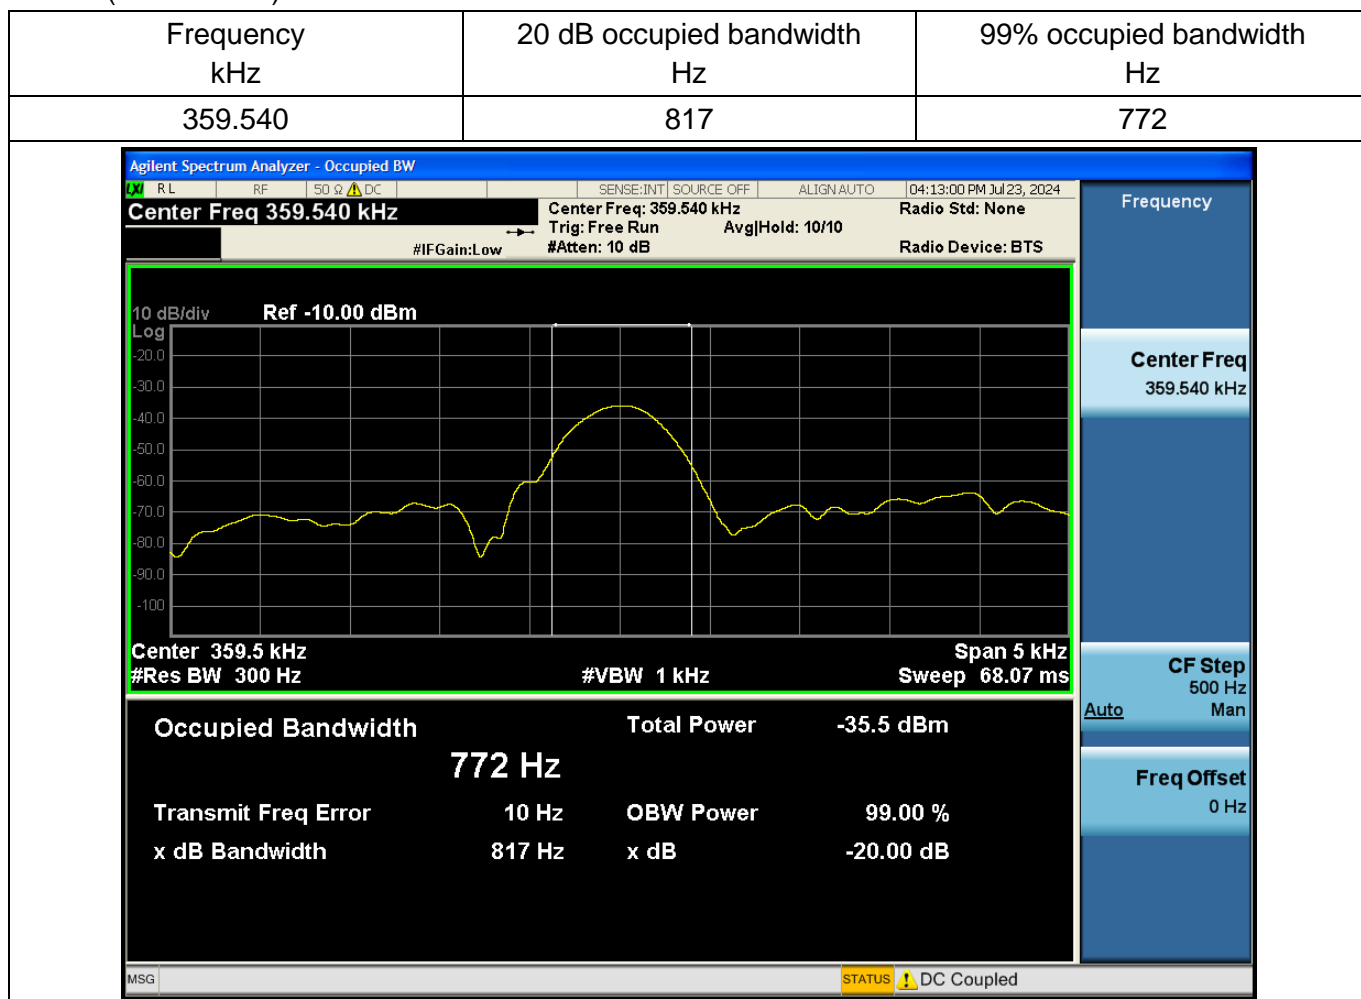 Frequency 20 dB occupied bandwidth 99% occupied bandwidth
kHz Hz Hz
359.540 817 772
Agilent Spectrum Analyzer - Occupied BW
LXI RL RF 50 Ω DC SENSE:INT SOURCE OFF ALIGN AUTO 04:13:00 PM Jul 23, 2024
Center Freq 359.540 kHz
Center Freq: 359.540 kHz Radio Std: None
Trig: Free Run Avg|Hold: 10/10
#IFGain:Low #Atten: 10 dB Radio Device: BTS
Frequency
10 dB/div Ref -10.00 dBm
Log
-20.0
-30.0
-40.0
-50.0
-60.0
-70.0
-80.0
-90.0
-100
Center Freq
359.540 kHz
Center 359.5 kHz Span 5 kHz
#Res BW 300 Hz #VBW 1 kHz Sweep 68.07 ms
CF Step
500 Hz
Auto Man
Occupied Bandwidth Total Power -35.5 dBm
772 Hz
Freq Offset
0 Hz
Transmit Freq Error 10 Hz OBW Power 99.00 %
x dB Bandwidth 817 Hz x dB -20.00 dB
MSG STATUS DC Coupled